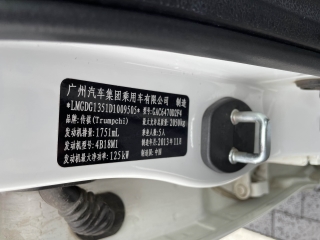 广州汽车集团乘用车有限公司 制造
*LMGDG1351D1009505*
品牌:传祺(Trumpchi) 整车型号:GAC6470D2F4
发动机排量:1751mL 最大允许总质量:2050kg
发动机型号:4B18M1 乘坐人数:5人
发动机最大净功率:125kW 制造年月:2013年11月
制造国:中国